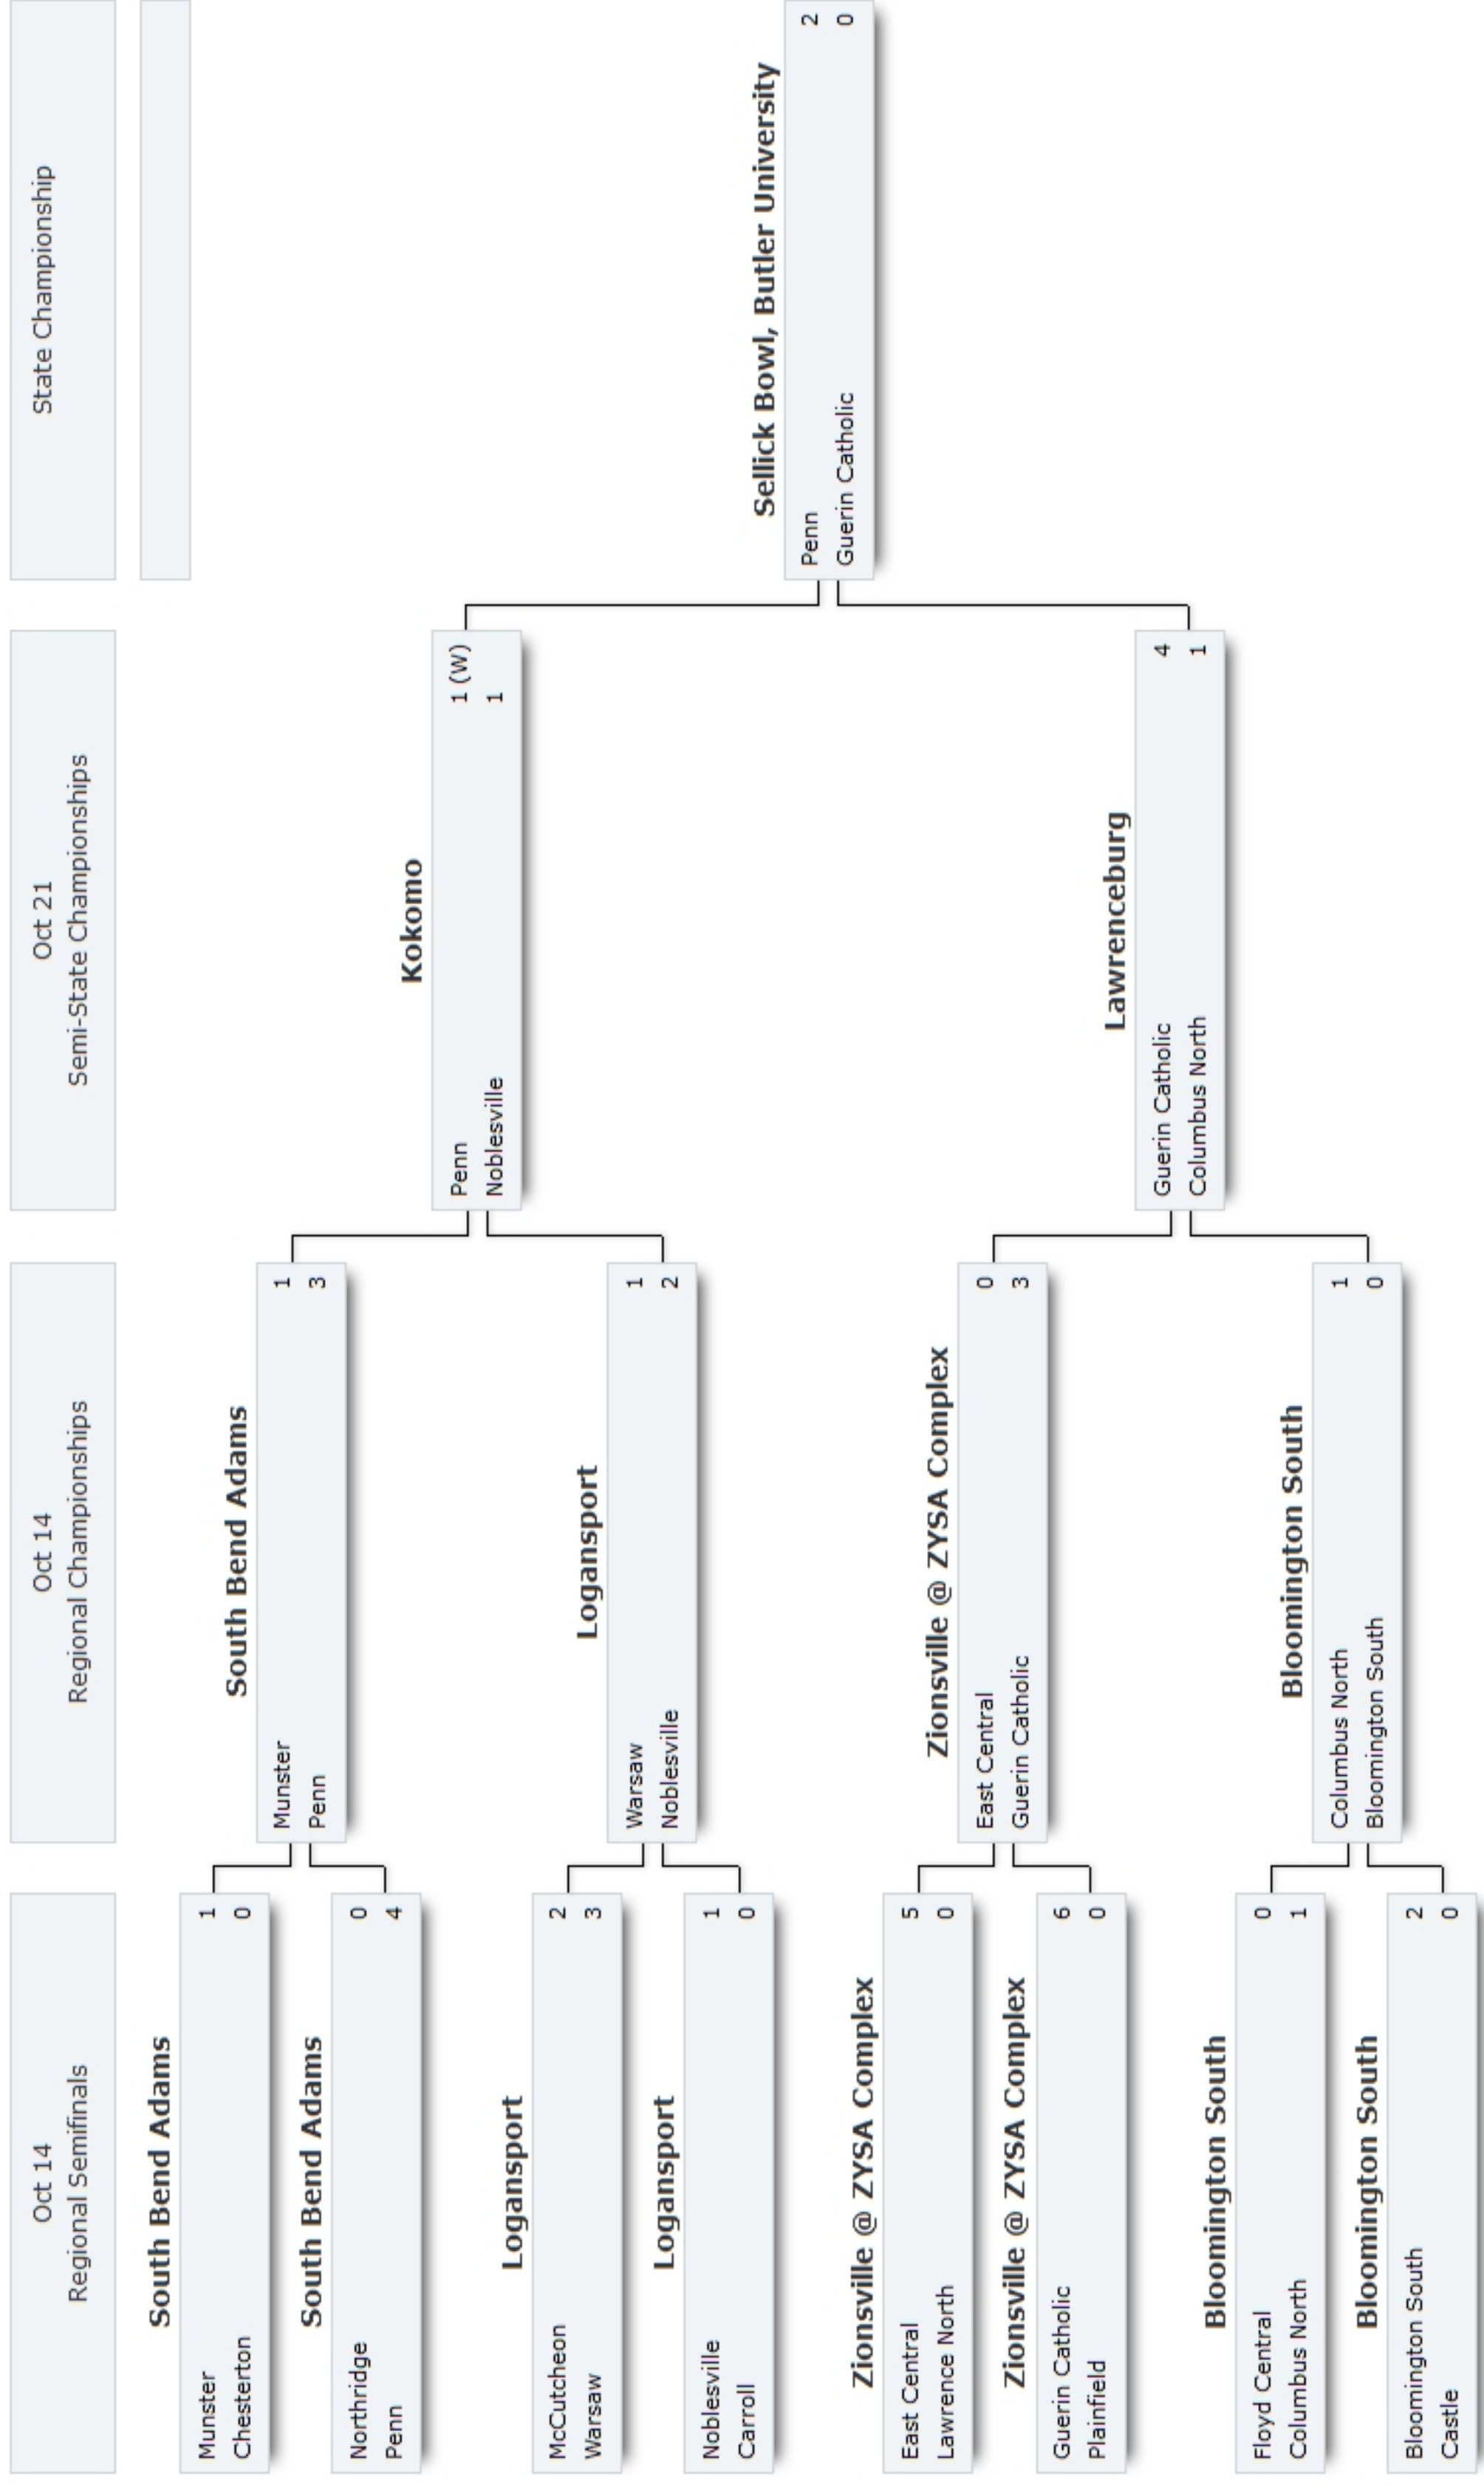 Oct 14
Regional Semifinals
Oct 14
Regional Championships
Oct 21
Semi-State Championships
State Championship
South Bend Adams
Munster 1
Chesterton 0
South Bend Adams
Northridge 0
Penn 4
Logansport
McCutcheon 2
Warsaw 3
Logansport
Noblesville 1
Carroll 0
Zionsville @ ZYSA Complex
East Central 5
Lawrence North 0
Zionsville @ ZYSA Complex
Guerin Catholic 6
Plainfield 0
Bloomington South
Floyd Central 0
Columbus North 1
Bloomington South
Bloomington South 2
Castle 0
South Bend Adams
Munster 1
Penn 3
Logansport
Warsaw 1
Noblesville 2
Zionsville @ ZYSA Complex
East Central 0
Guerin Catholic 3
Bloomington South
Columbus North 1
Bloomington South 0
Kokomo
Penn 1 (W)
Noblesville 1
Lawrenceburg
Guerin Catholic 4
Columbus North 1
Sellick Bowl, Butler University
Penn 2
Guerin Catholic 0